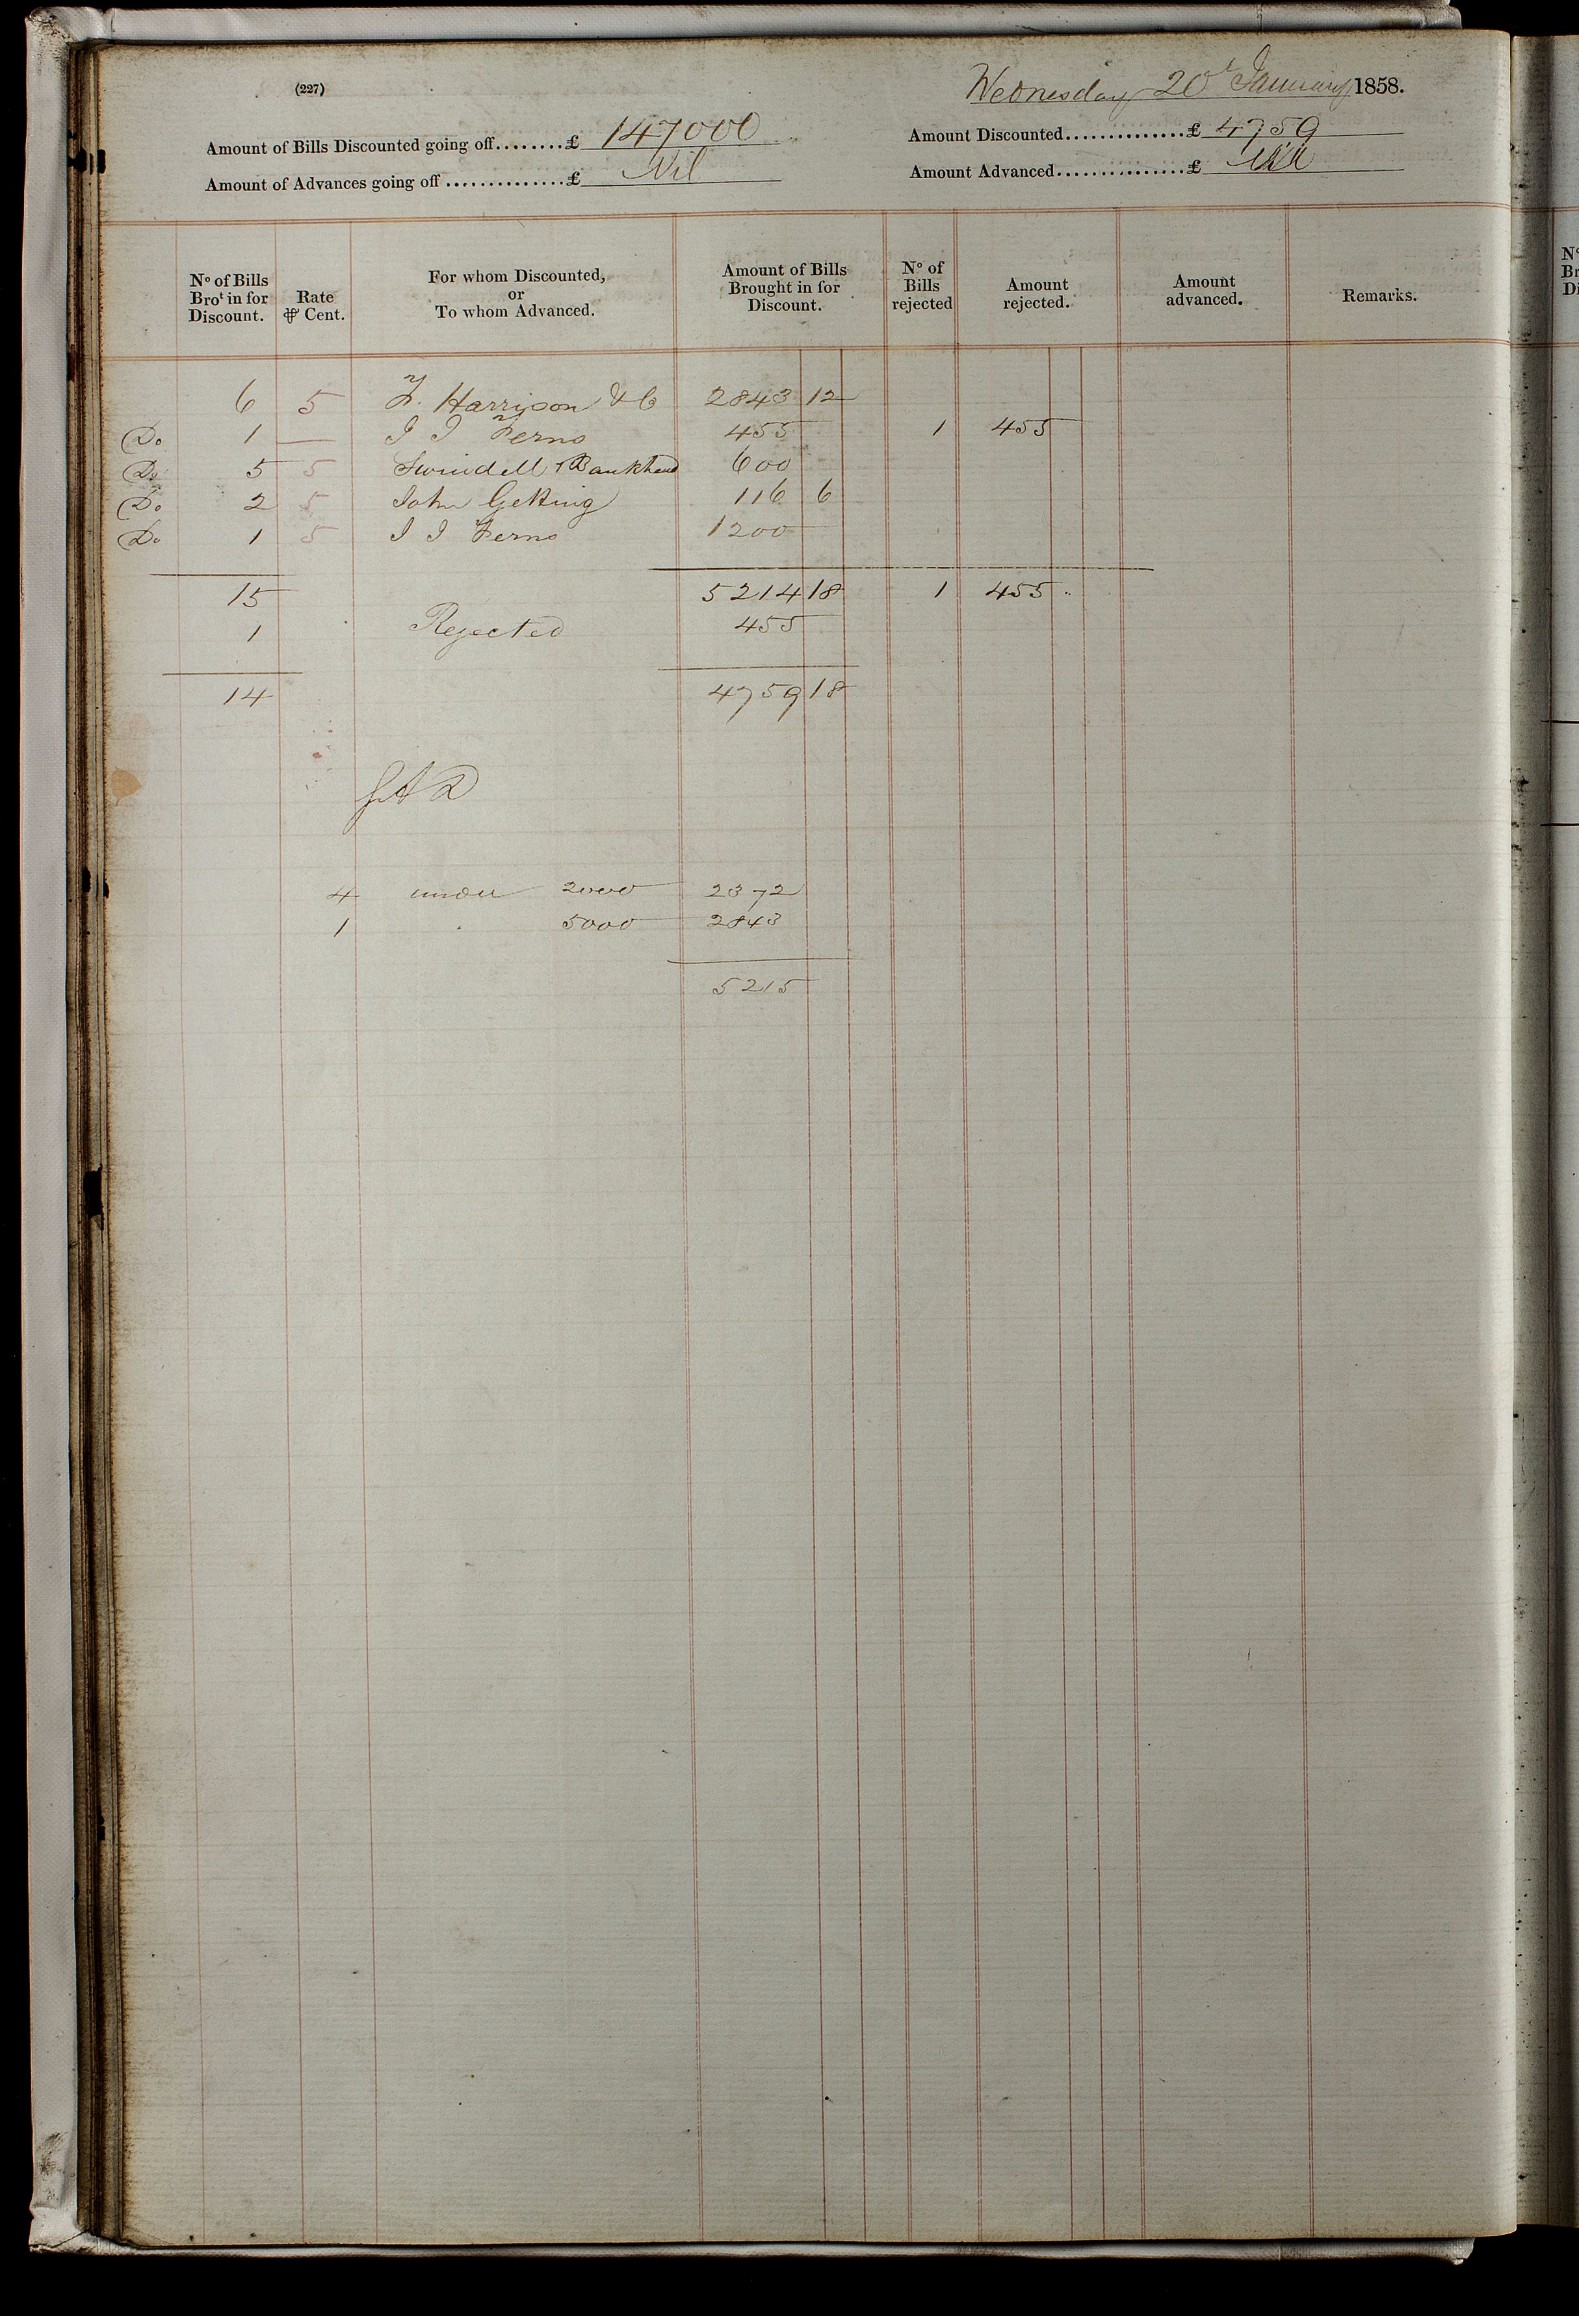 (227)
Wednesday 20th January 1858.
Amount of Bills Discounted going off........£ 147000
Amount Discounted...............£ 4759
Amount of Advances going off ..............£ Nil
Amount Advanced................£ Nil
No of Bills Brot in for Discount.
Rate ⅌ Cent.
For whom Discounted, or To whom Advanced.
Amount of Bills Brought in for Discount.
No of Bills rejected
Amount rejected.
Amount advanced.
Remarks.
6 5 F. Harrison & Co 2843 12
Do 1 — J J Ferns 455 1 455
Do 5 5 Swindell Bankhead 600
Do 2 5 John Getting 116 6
Do 1 5 J J Ferns 1200
15 5214 18 1 455
1 Rejected 455
14 4759 18
4 under 2000 2372
1 . 5000 2843
5215